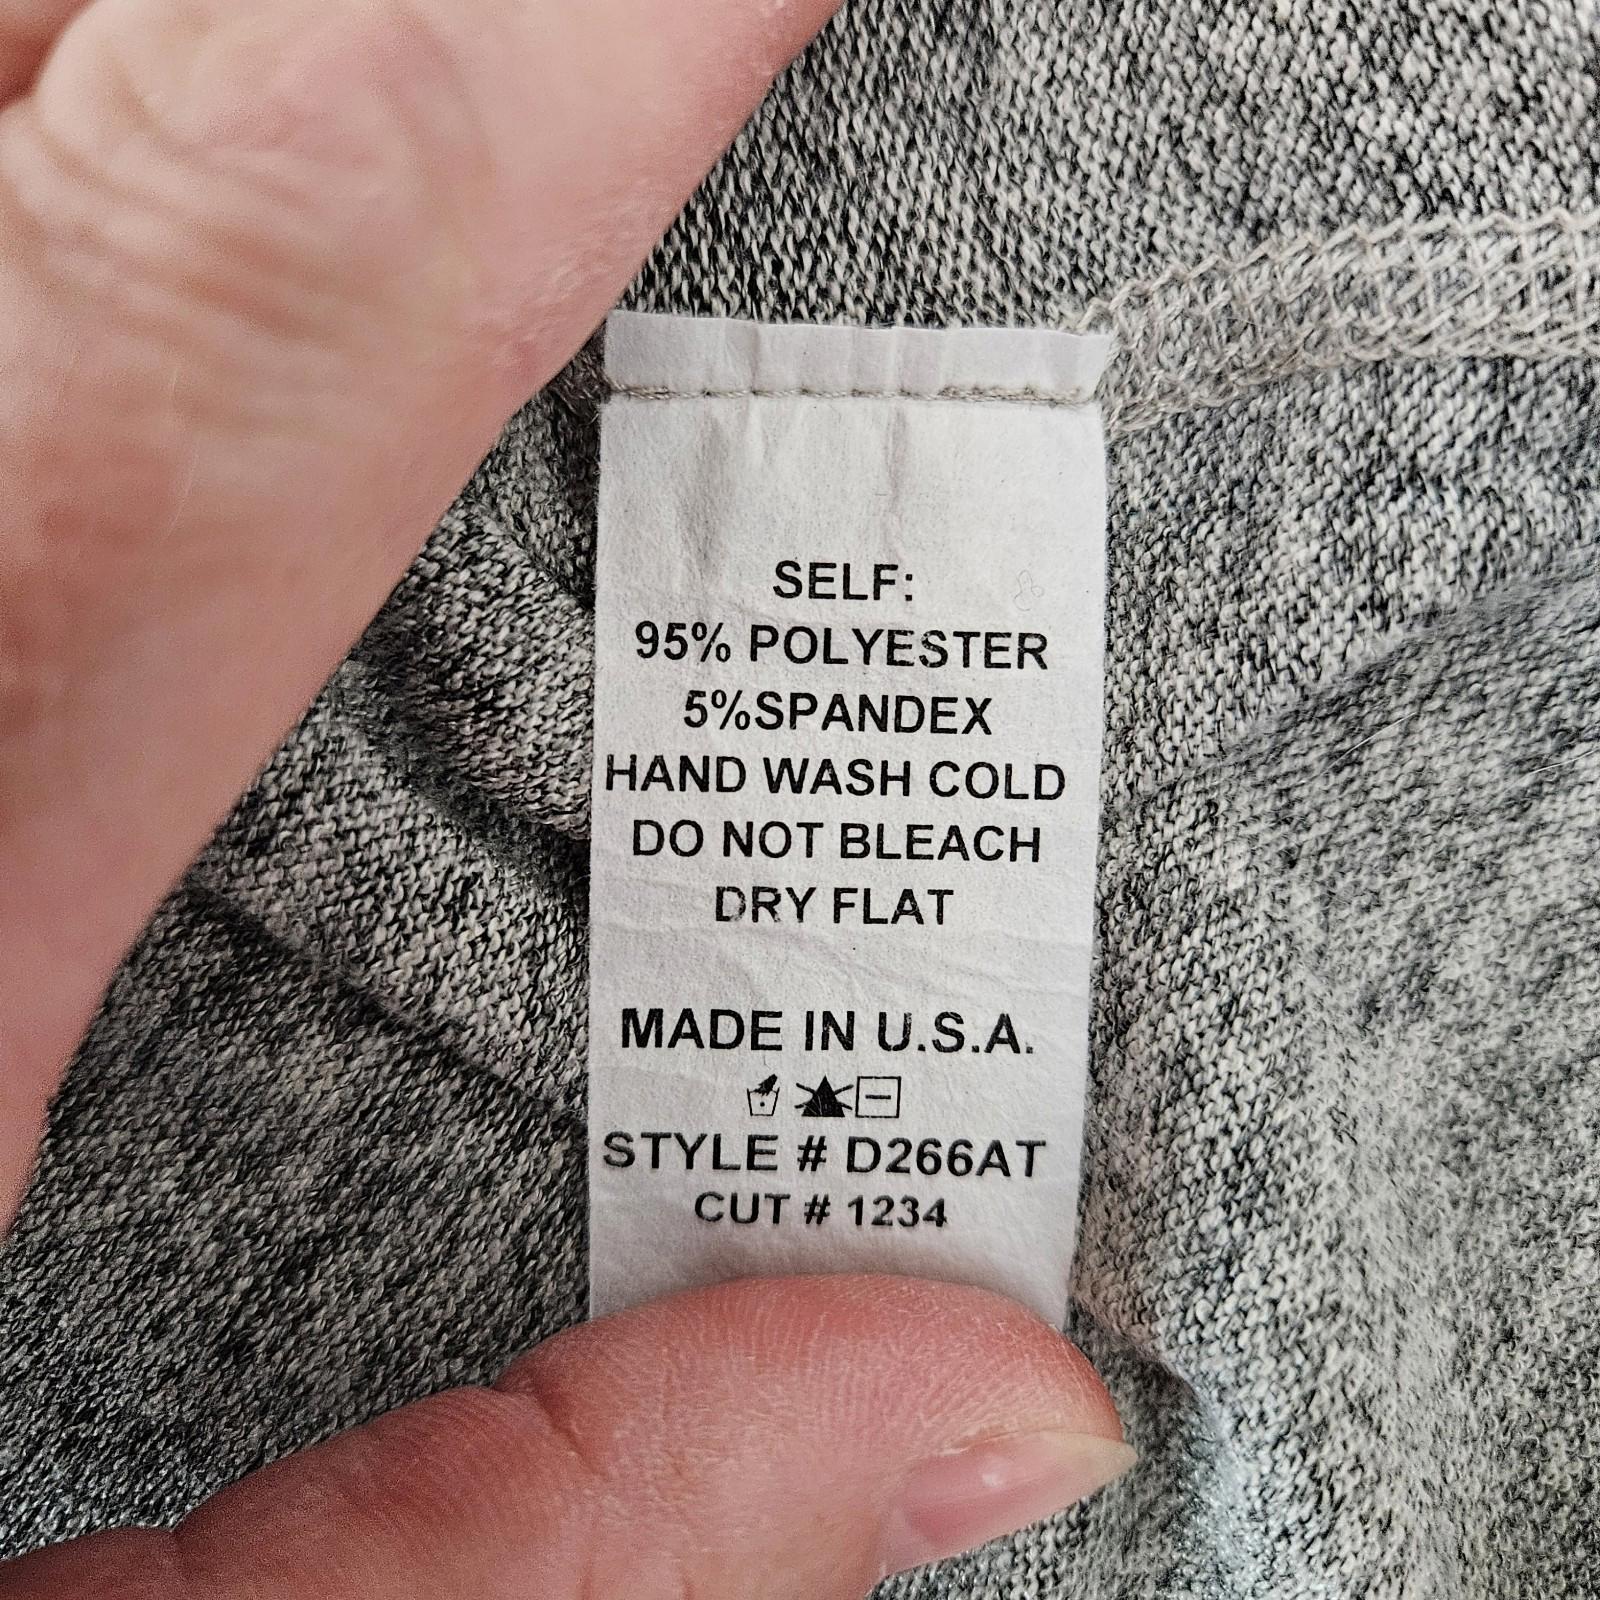 SELF:
95% POLYESTER
5%SPANDEX
HAND WASH COLD
DO NOT BLEACH
DRY FLAT
MADE IN U.S.A.
STYLE # D266AT
CUT # 1234